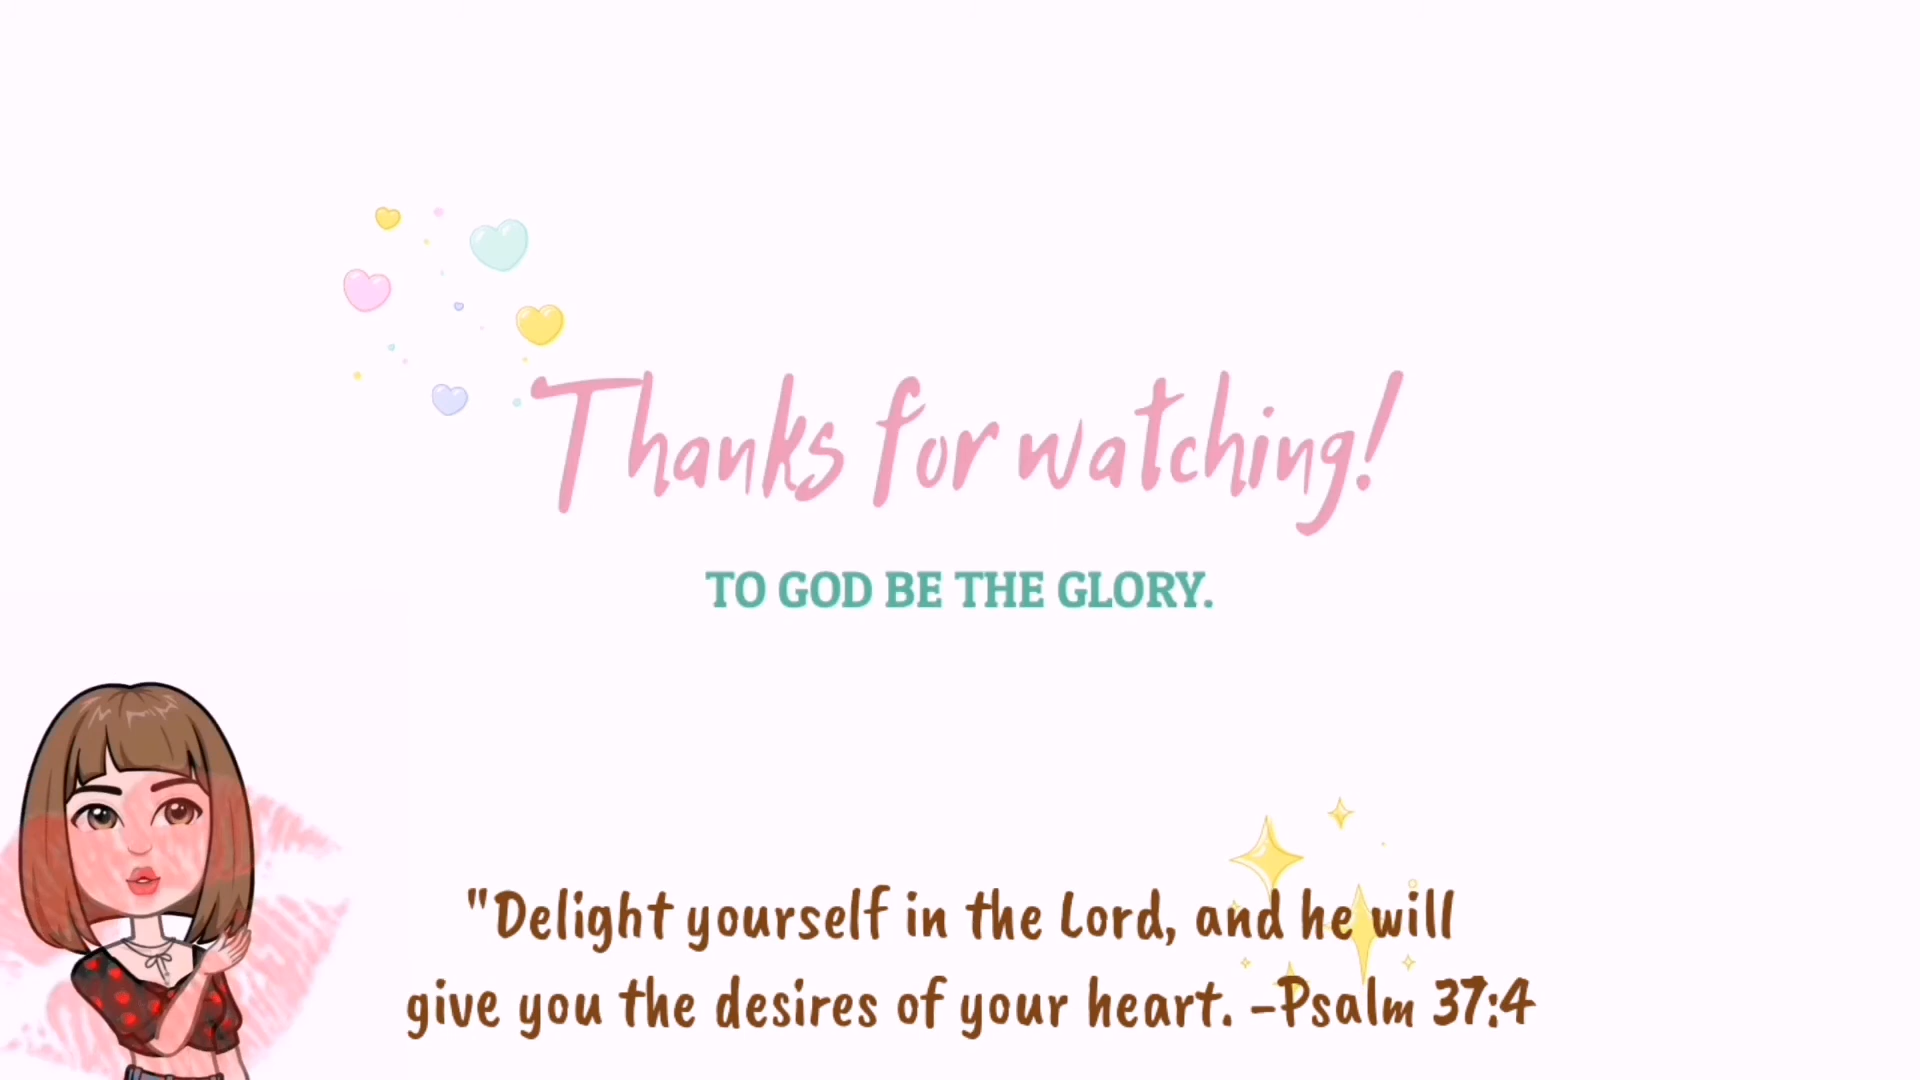 Thanks for watching!
TO GOD BE THE GLORY.
"Delight yourself in the Lord, and he will
give you the desires of your heart. -Psalm 37:4